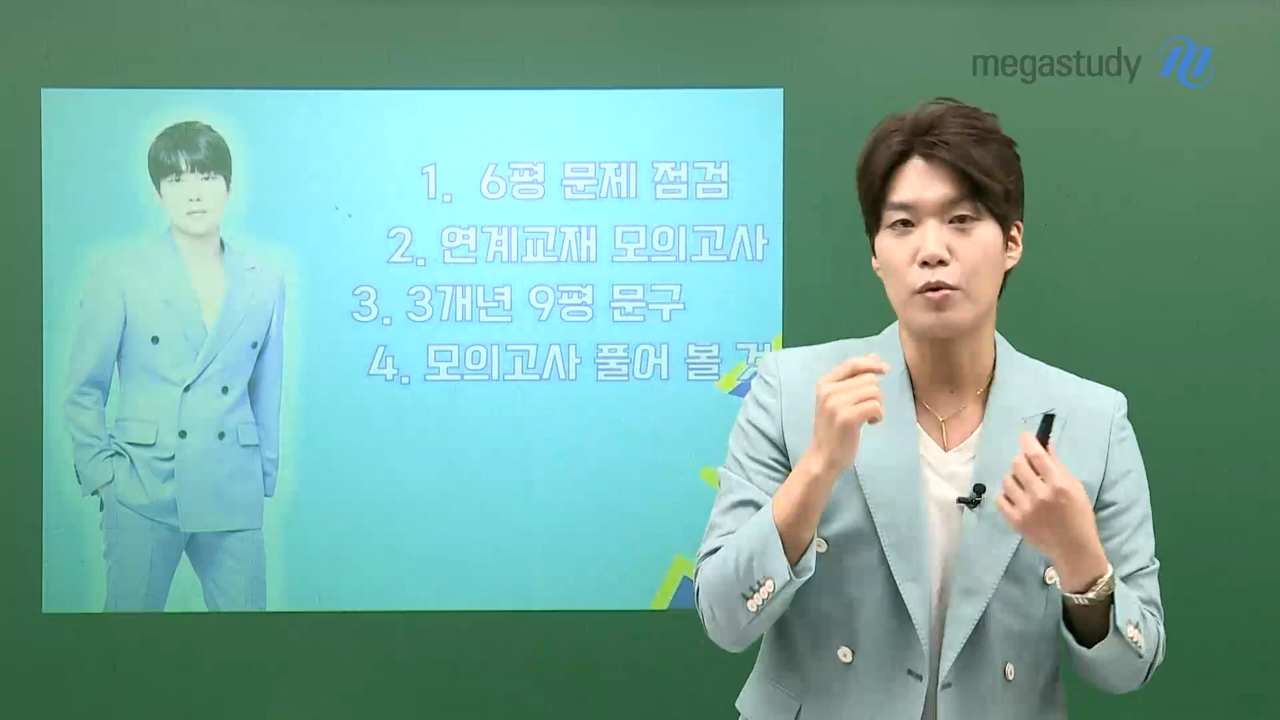 megastudy
1. 6평 문제 점검
2. 연계교재 모의고사
3. 3개년 9평 문구
4. 모의고사 풀어 볼